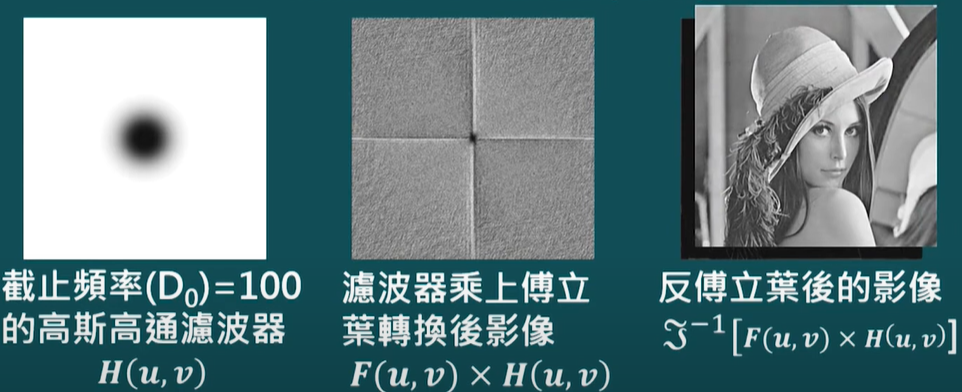 截止頻率(D₀)=100
的高斯高通濾波器
H(u,v)
濾波器乘上傅立
葉轉換後影像
F(u,v) × H(u,v)
反傅立葉後的影像
ℑ⁻¹[F(u,v) × H(u,v)]